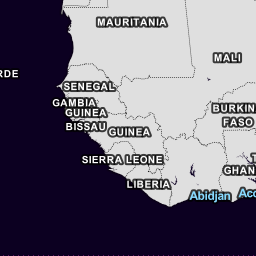 MAURITANIA
MALI
RDE
SENEGAL
GAMBIA
GUINEA
BISSAU
GUINEA
BURKIN
FASO
SIERRA LEONE
GHAN
LIBERIA
Abidjan
Acc